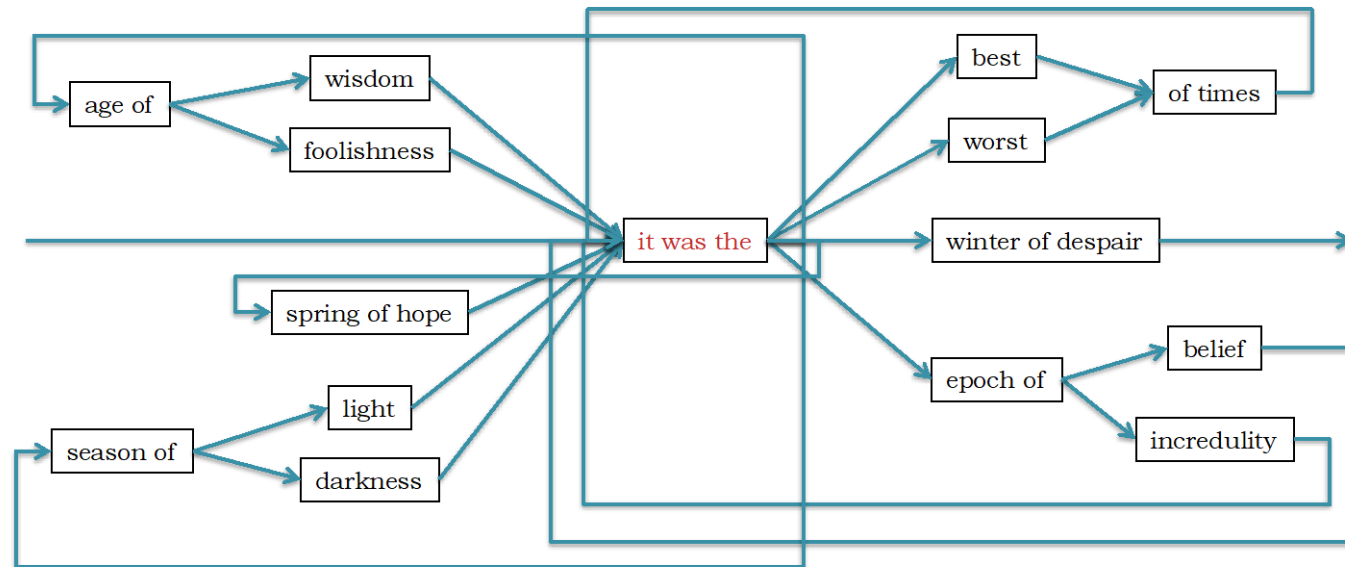 best
wisdom
age of
of times
foolishness
worst
it was the
winter of despair
spring of hope
belief
epoch of
light
incredulity
season of
darkness